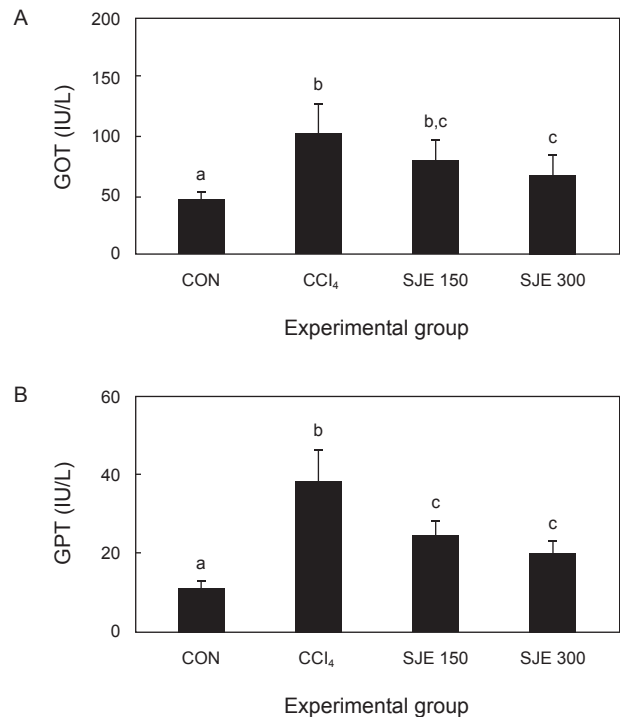 A
200
150
100
50
0
GOT (IU/L)
a
b
b,c
c
CON
CCl₄
SJE 150
SJE 300
Experimental group
B
60
40
20
0
GPT (IU/L)
a
b
c
c
CON
CCl₄
SJE 150
SJE 300
Experimental group